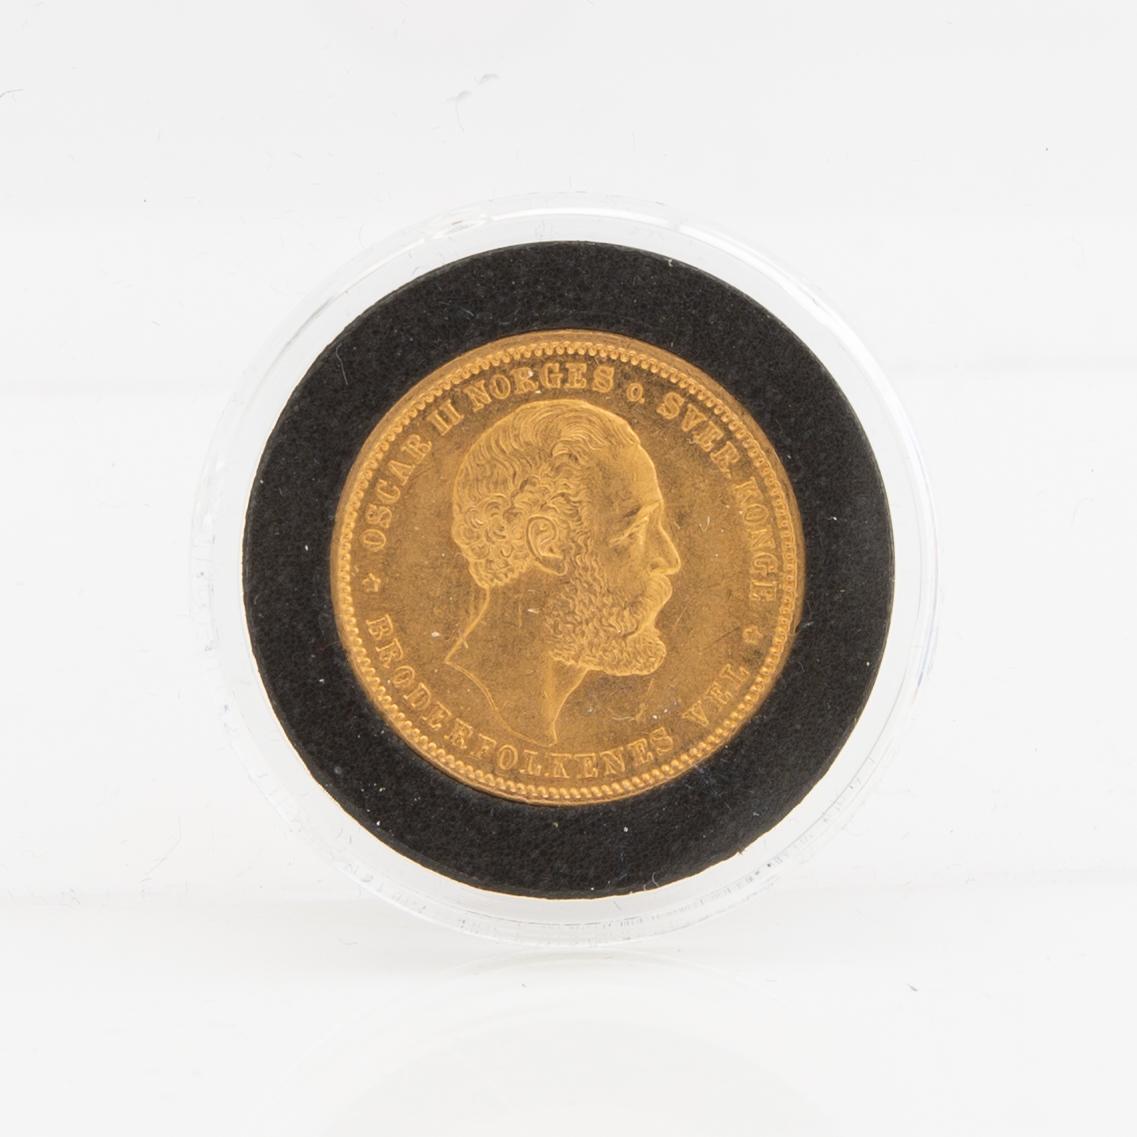 OSCAR II NORGES O. SVER. KONGE
BRODERFOLKENES VEL